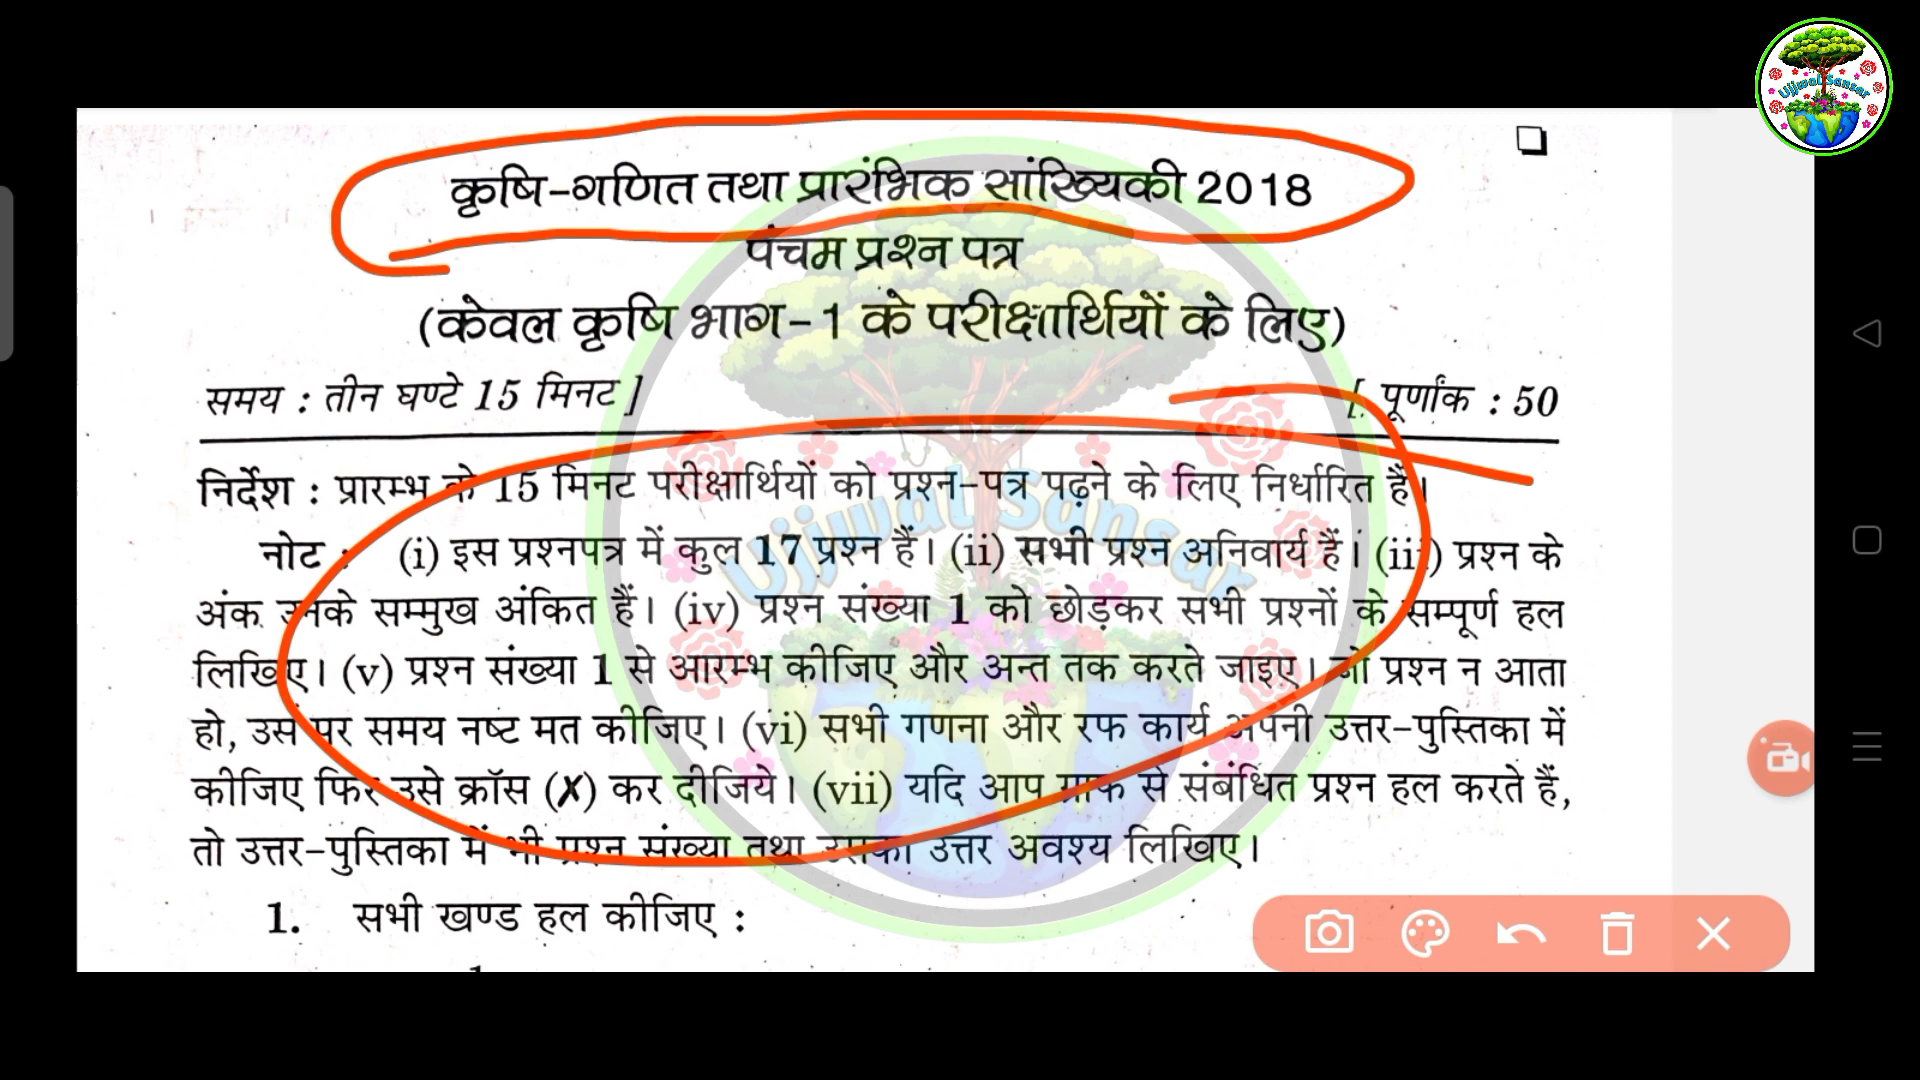 Ujjwal Sansar
कृषि-गणित तथा प्रारंभिक सांख्यिकी 2018
पंचम प्रश्न पत्र
(केवल कृषि भाग-1 के परीक्षार्थियों के लिए)
समय : तीन घण्टे 15 मिनट] [ पूर्णांक : 50
निर्देश : प्रारम्भ के 15 मिनट परीक्षार्थियों को प्रश्न-पत्र पढ़ने के लिए निर्धारित हैं।
नोट : (i) इस प्रश्नपत्र में कुल 17 प्रश्न हैं। (ii) सभी प्रश्न अनिवार्य हैं। (iii) प्रश्न के
अंक उनके सम्मुख अंकित हैं। (iv) प्रश्न संख्या 1 को छोड़कर सभी प्रश्नों के सम्पूर्ण हल
लिखिए। (v) प्रश्न संख्या 1 से आरम्भ कीजिए और अन्त तक करते जाइए। जो प्रश्न न आता
हो, उस पर समय नष्ट मत कीजिए। (vi) सभी गणना और रफ कार्य अपनी उत्तर-पुस्तिका में
कीजिए फिर उसे क्रॉस (✗) कर दीजिये। (vii) यदि आप ग्राफ से संबंधित प्रश्न हल करते हैं,
तो उत्तर-पुस्तिका में भी प्रश्न संख्या तथा उसका उत्तर अवश्य लिखिए।
Ujjwal Sansar
1. सभी खण्ड हल कीजिए :